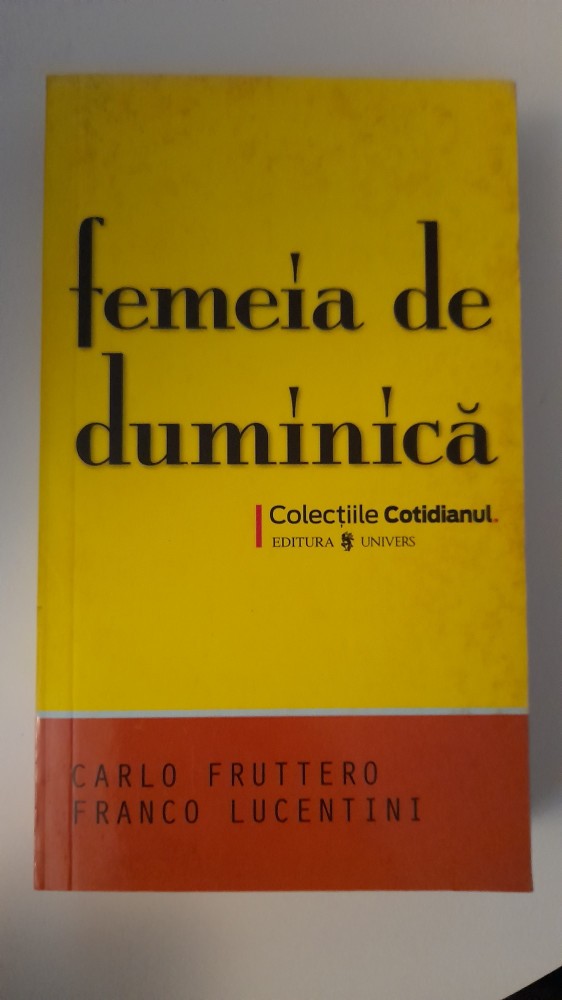 femeia de
duminică
Colecțiile Cotidianul.
EDITURA UNIVERS
CARLO FRUTTERO
FRANCO LUCENTINI